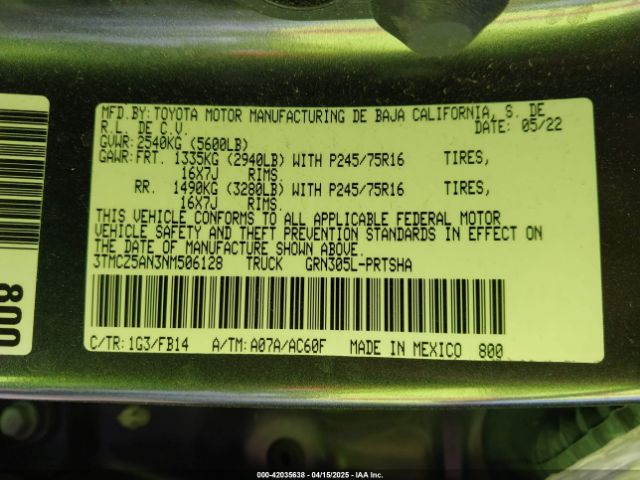 MFD.BY:TOYOTA MOTOR MANUFACTURING DE BAJA CALIFORNIA, S. DE
R.L. DE C.V. DATE: 05/22
GVWR: 2540KG (5600LB)
GAWR: FRT. 1335KG (2940LB) WITH P245/75R16 TIRES,
16X7J RIMS.
RR. 1490KG (3280LB) WITH P245/75R16 TIRES,
16X7J RIMS.
THIS VEHICLE CONFORMS TO ALL APPLICABLE FEDERAL MOTOR
VEHICLE SAFETY AND THEFT PREVENTION STANDARDS IN EFFECT ON
THE DATE OF MANUFACTURE SHOWN ABOVE.
3TMCZ5AN3NM506128 TRUCK GRN305L-PRTSHA
C/TR:1G3/FB14 A/TM:A07A/AC60F MADE IN MEXICO 800
800
000-42035638 - 04/15/2025 - IAA Inc.